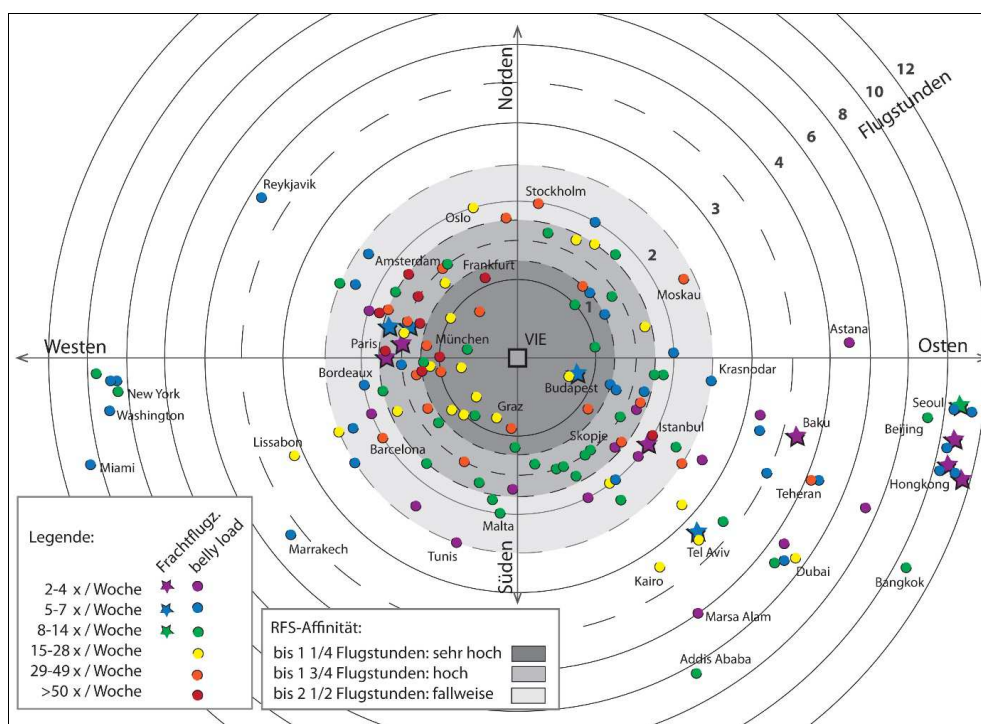 12
10
8
6
4
3
2
1
Flugstunden
Norden
Süden
Westen
Osten
Reykjavik
Stockholm
Oslo
Amsterdam
Frankfurt
Moskau
VIE
Paris
München
Bordeaux
Budapest
Krasnodar
Astana
New York
Washington
Graz
Seoul
Beijing
Baku
Miami
Lissabon
Barcelona
Skopje
Istanbul
Teheran
Hongkong
Malta
Marrakech
Tunis
Tel Aviv
Kairo
Dubai
Bangkok
Marsa Alam
Addis Ababa
Legende:
Frachtflugz.
belly load
2-4 x / Woche
5-7 x / Woche
8-14 x / Woche
15-28 x / Woche
29-49 x / Woche
>50 x / Woche
RFS-Affinität:
bis 1 1/4 Flugstunden: sehr hoch
bis 1 3/4 Flugstunden: hoch
bis 2 1/2 Flugstunden: fallweise